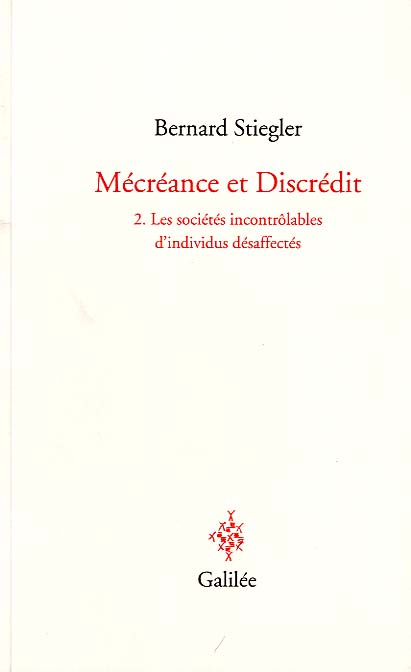 Bernard Stiegler
Mécréance et Discrédit
2. Les sociétés incontrôlables
d'individus désaffectés
Galilée